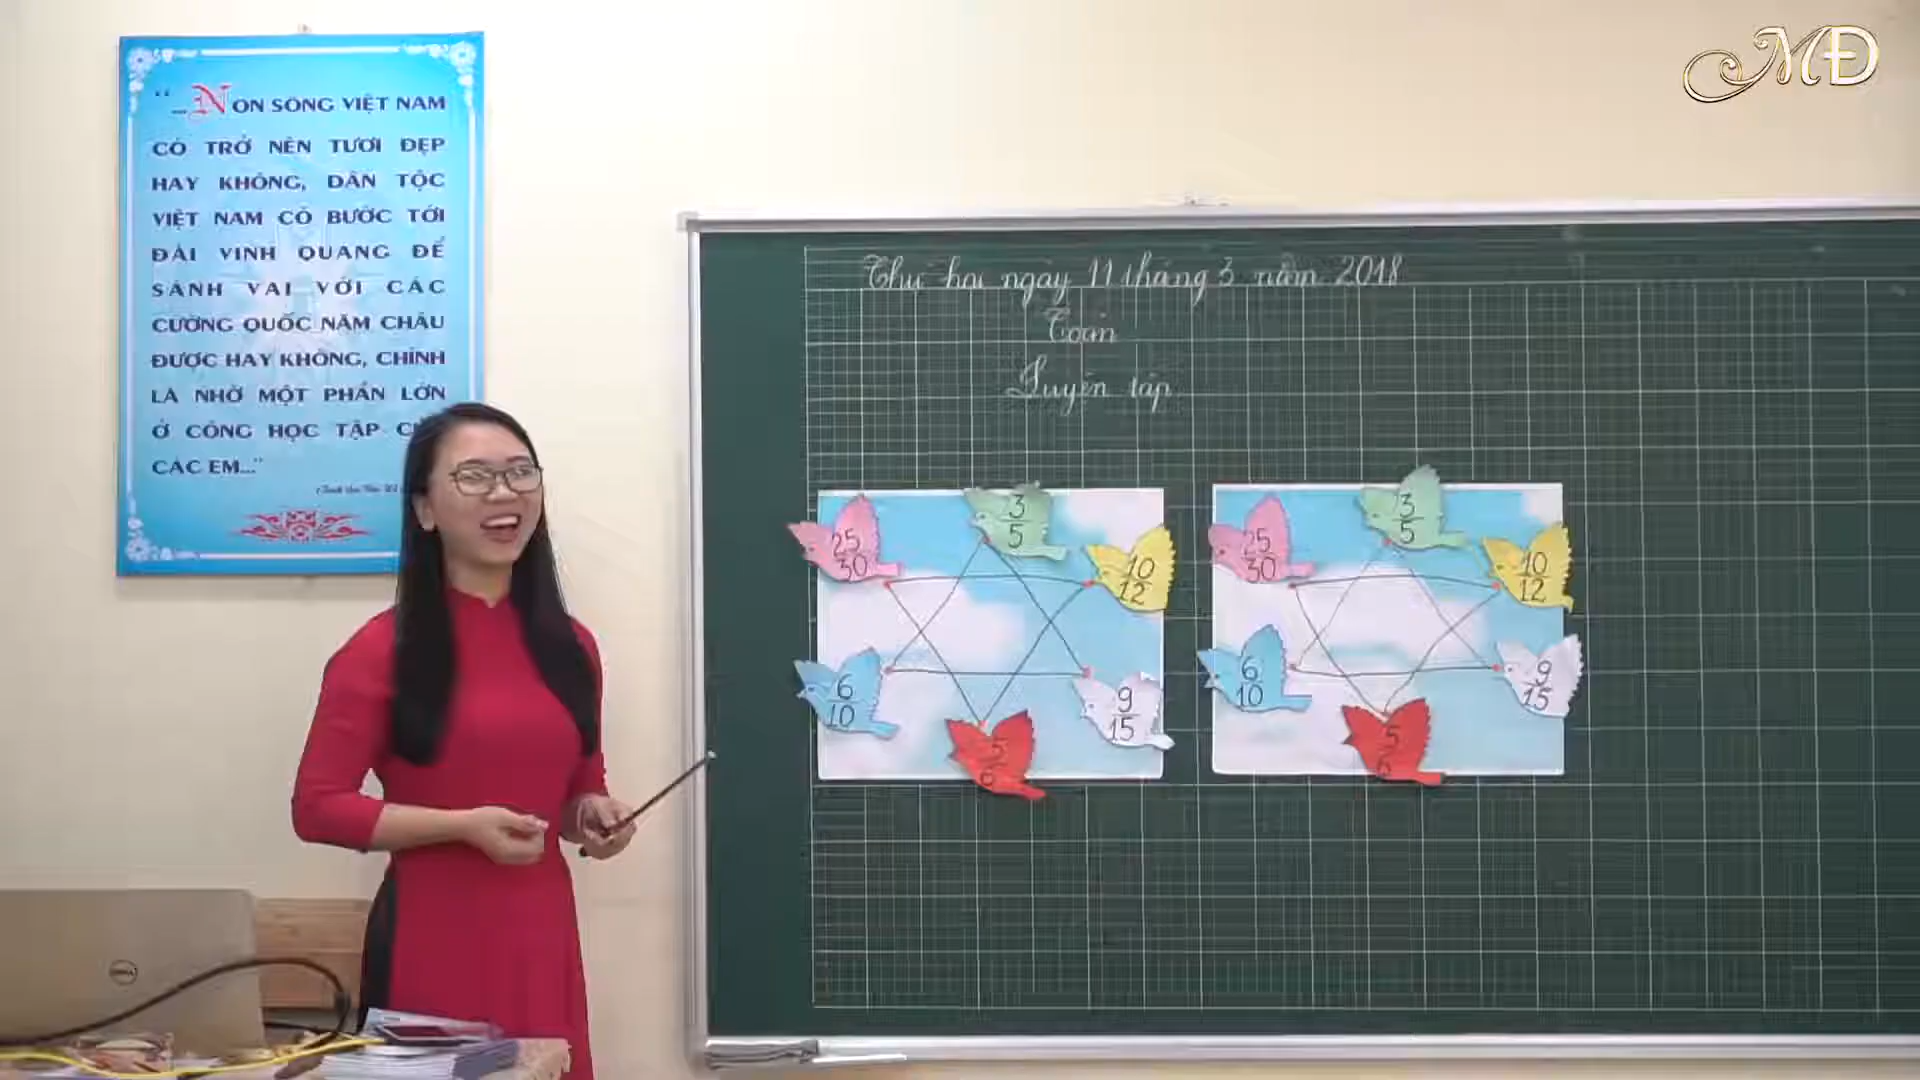 MĐ
"...NON SÔNG VIỆT NAM
CÓ TRỞ NÊN TƯƠI ĐẸP
HAY KHÔNG, DÂN TỘC
VIỆT NAM CÓ BƯỚC TỚI
ĐÀI VINH QUANG ĐỂ
SÁNH VAI VỚI CÁC
CƯỜNG QUỐC NĂM CHÂU
ĐƯỢC HAY KHÔNG, CHÍNH
LÀ NHỜ MỘT PHẦN LỚN
Ở CÔNG HỌC TẬP
CÁC EM..."
Thứ hai ngày 11 tháng 3 năm 2018
Toán
Luyện tập
25/30
3/5
10/12
6/10
9/15
5/6
25/30
3/5
10/12
6/10
9/15
5/6
DELL